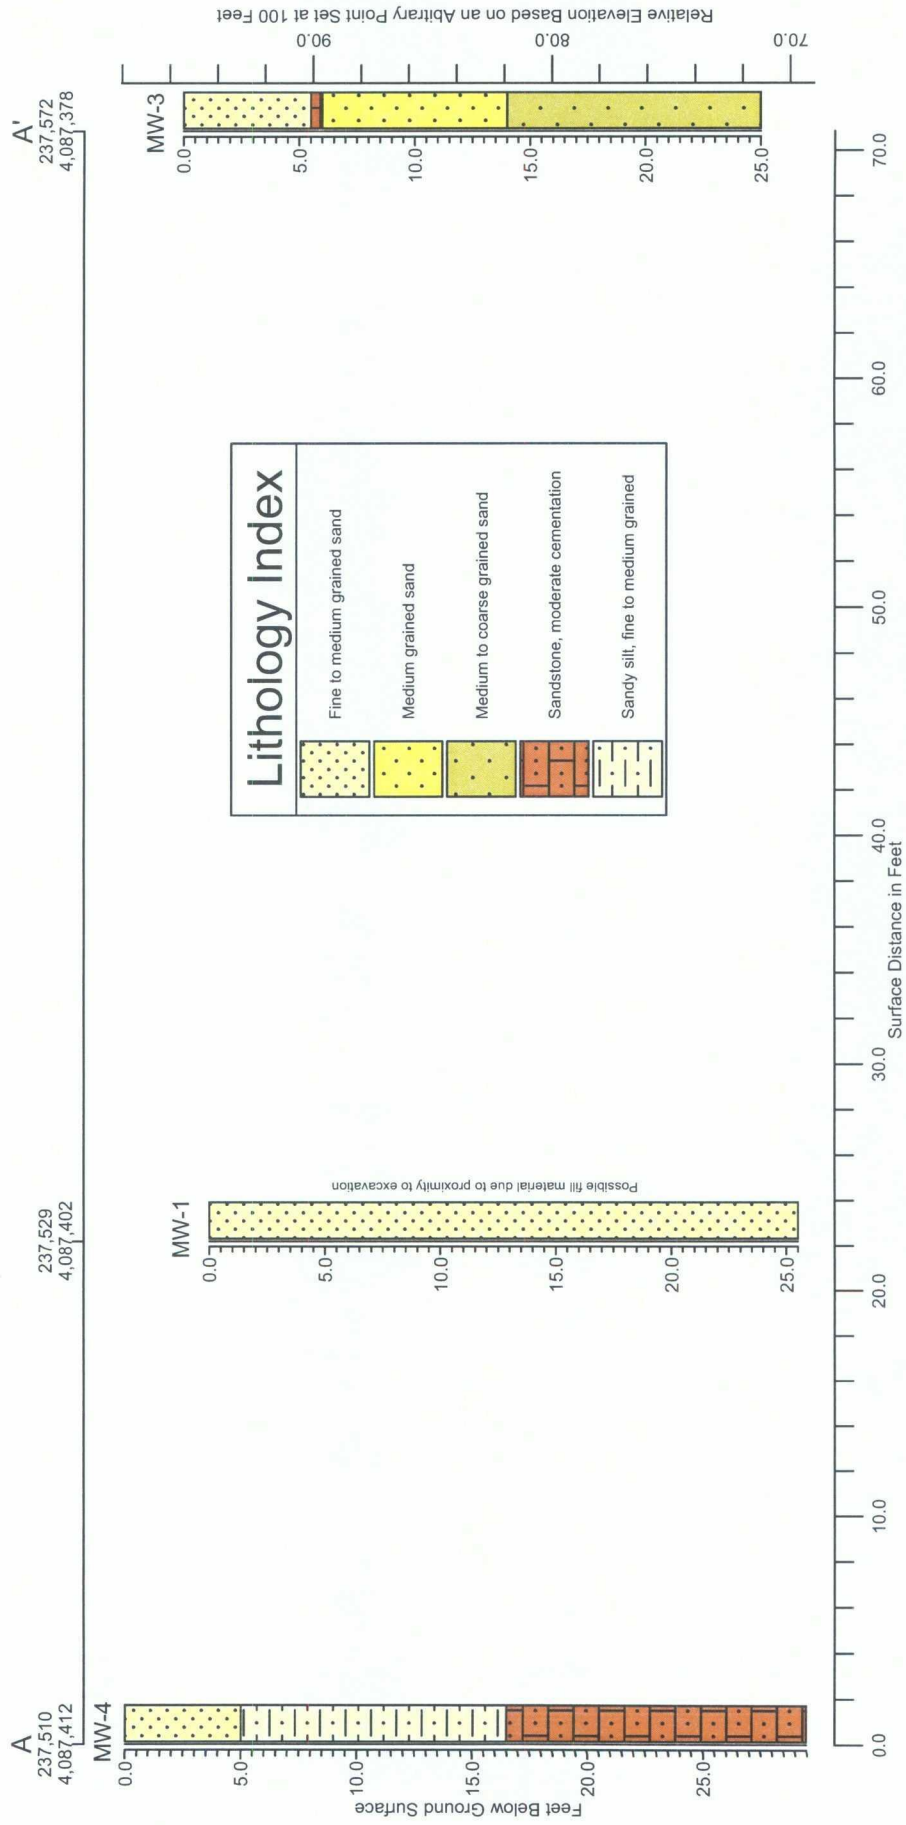 A
237,510
4,087,412
MW-4
237,529
4,087,402
MW-1
A'
237,572
4,087,378
MW-3
Feet Below Ground Surface
0.0
5.0
10.0
15.0
20.0
25.0
0.0
5.0
10.0
15.0
20.0
25.0
Possible fill material due to proximity to excavation
Lithology Index
Fine to medium grained sand
Medium grained sand
Medium to coarse grained sand
Sandstone, moderate cementation
Sandy silt, fine to medium grained
0.0
5.0
10.0
15.0
20.0
25.0
90.0
80.0
70.0
Relative Elevation Based on an Abitrary Point Set at 100 Feet
0.0
10.0
20.0
30.0
40.0
50.0
60.0
70.0
Surface Distance in Feet